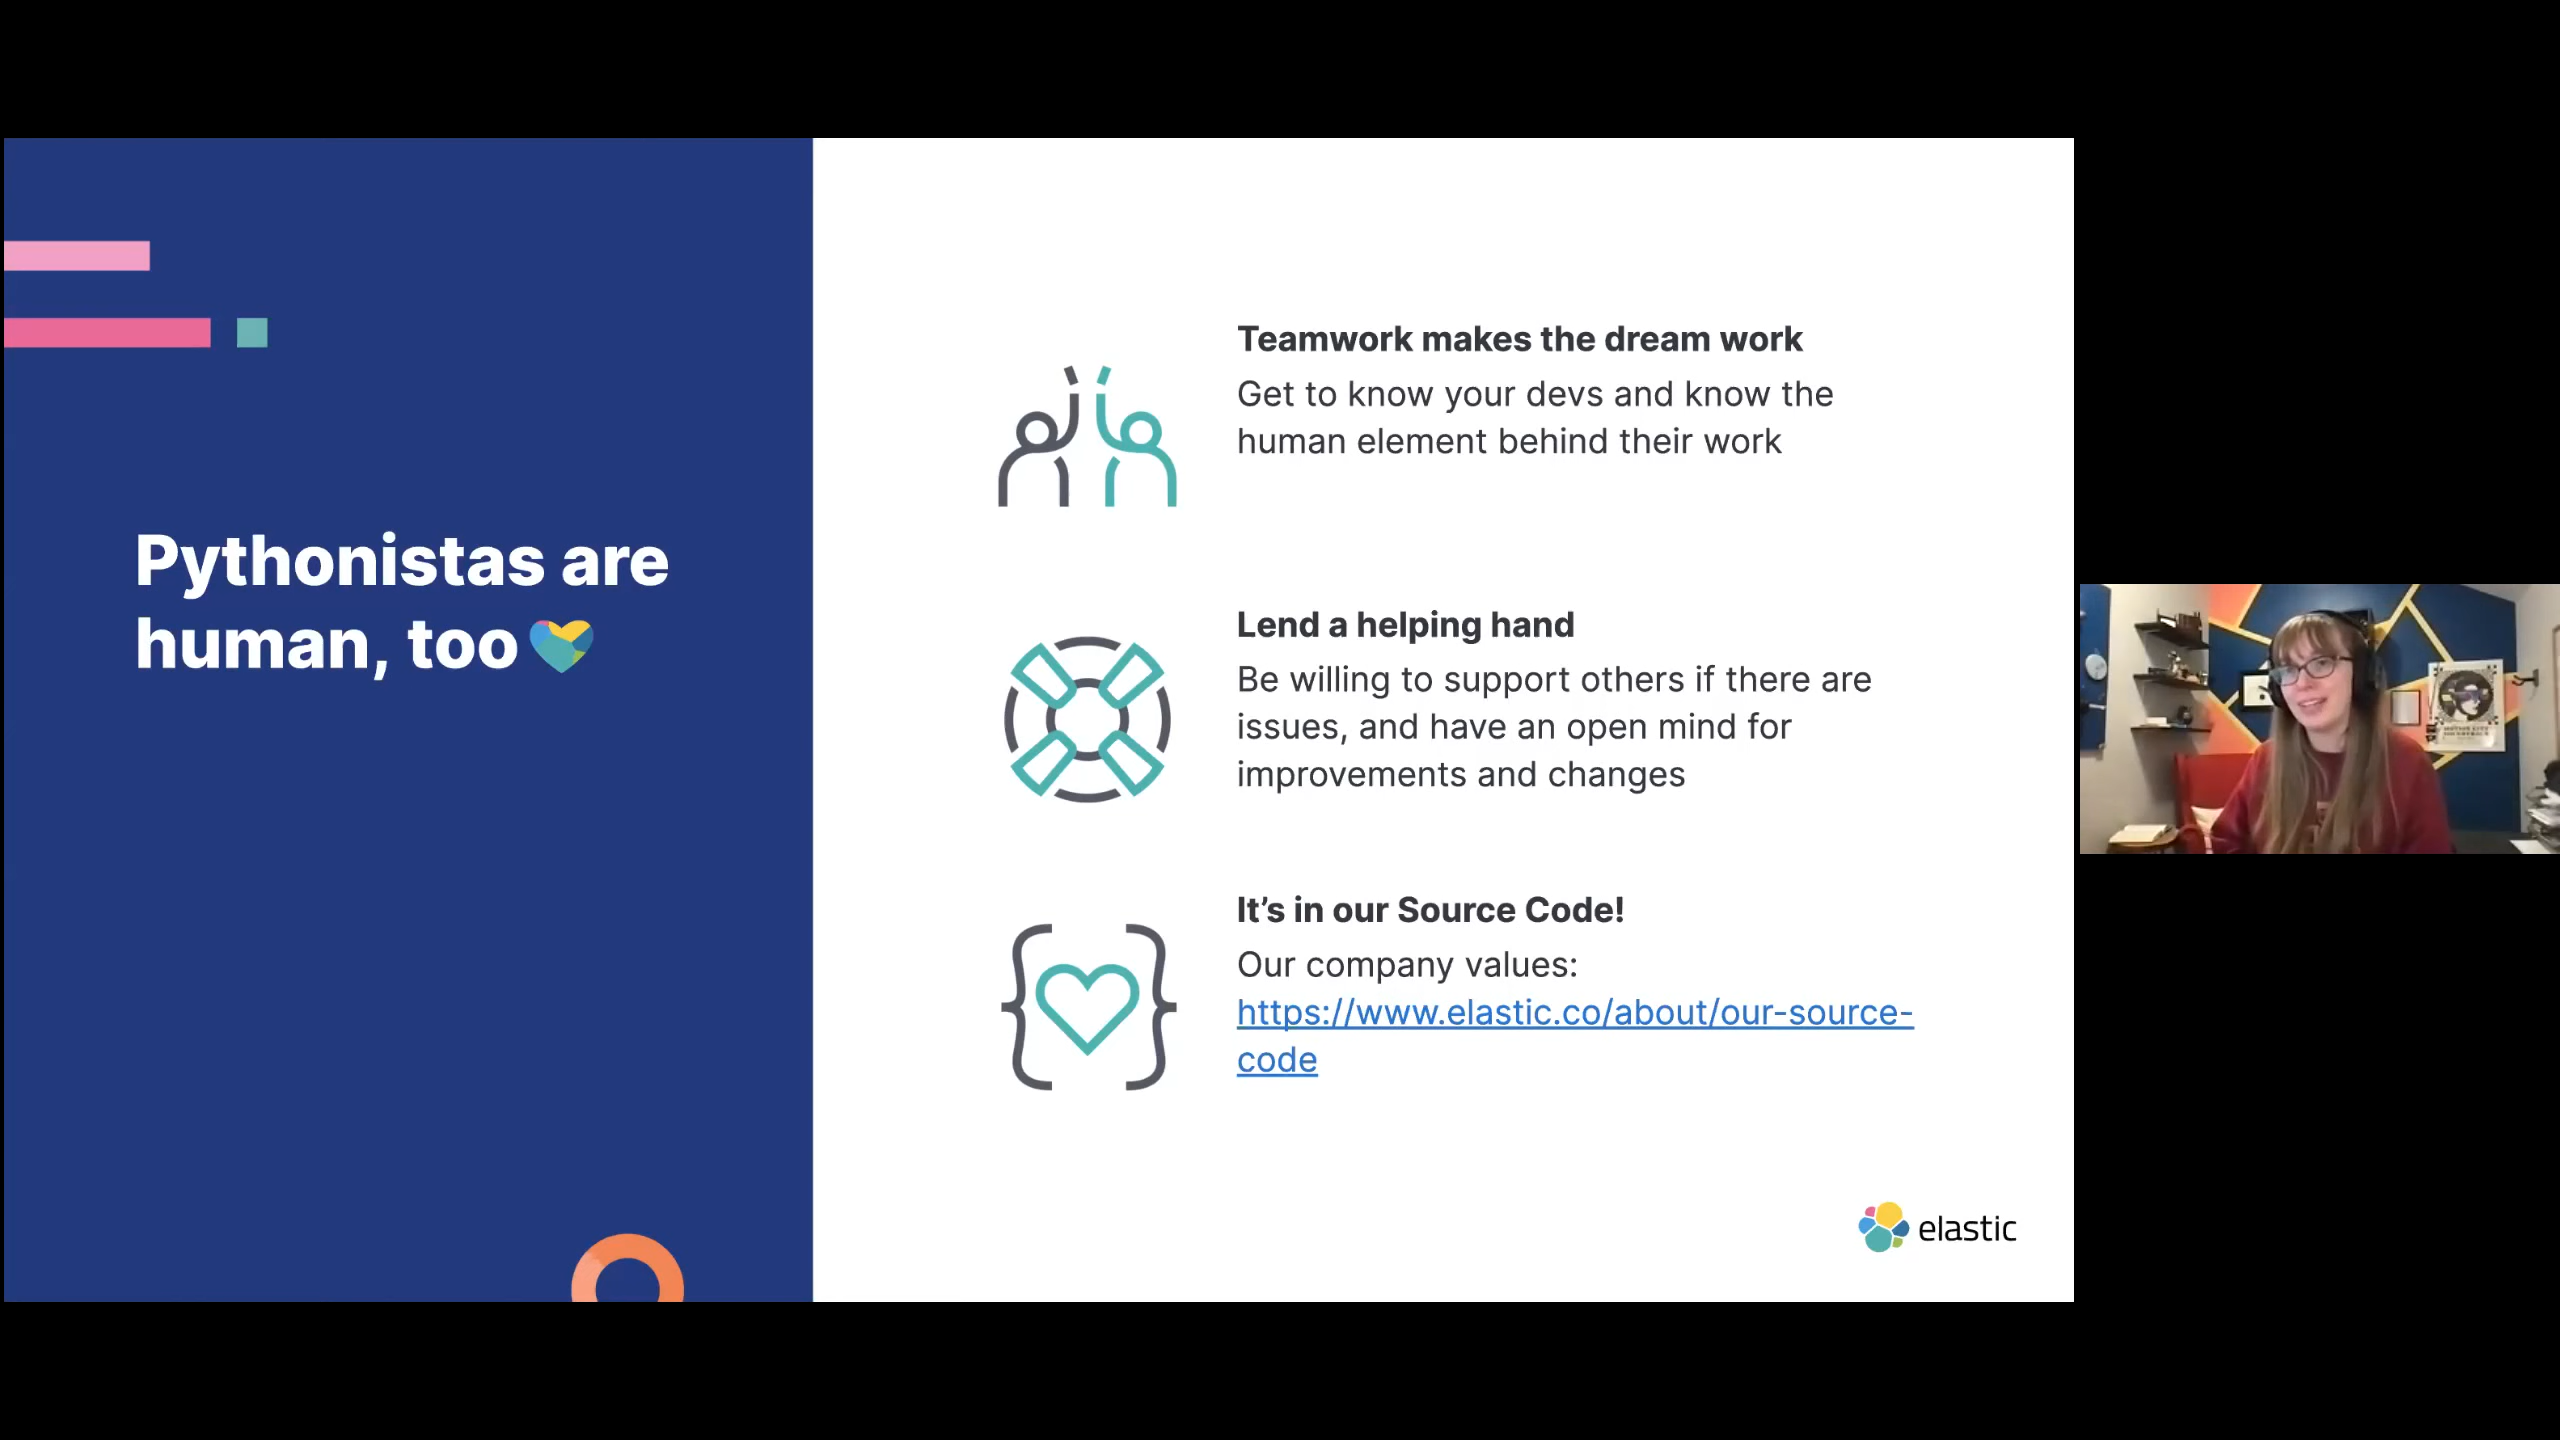 Pythonistas are
human, too
Teamwork makes the dream work
Get to know your devs and know the
human element behind their work
Lend a helping hand
Be willing to support others if there are
issues, and have an open mind for
improvements and changes
It's in our Source Code!
Our company values:
https://www.elastic.co/about/our-source-
code
elastic